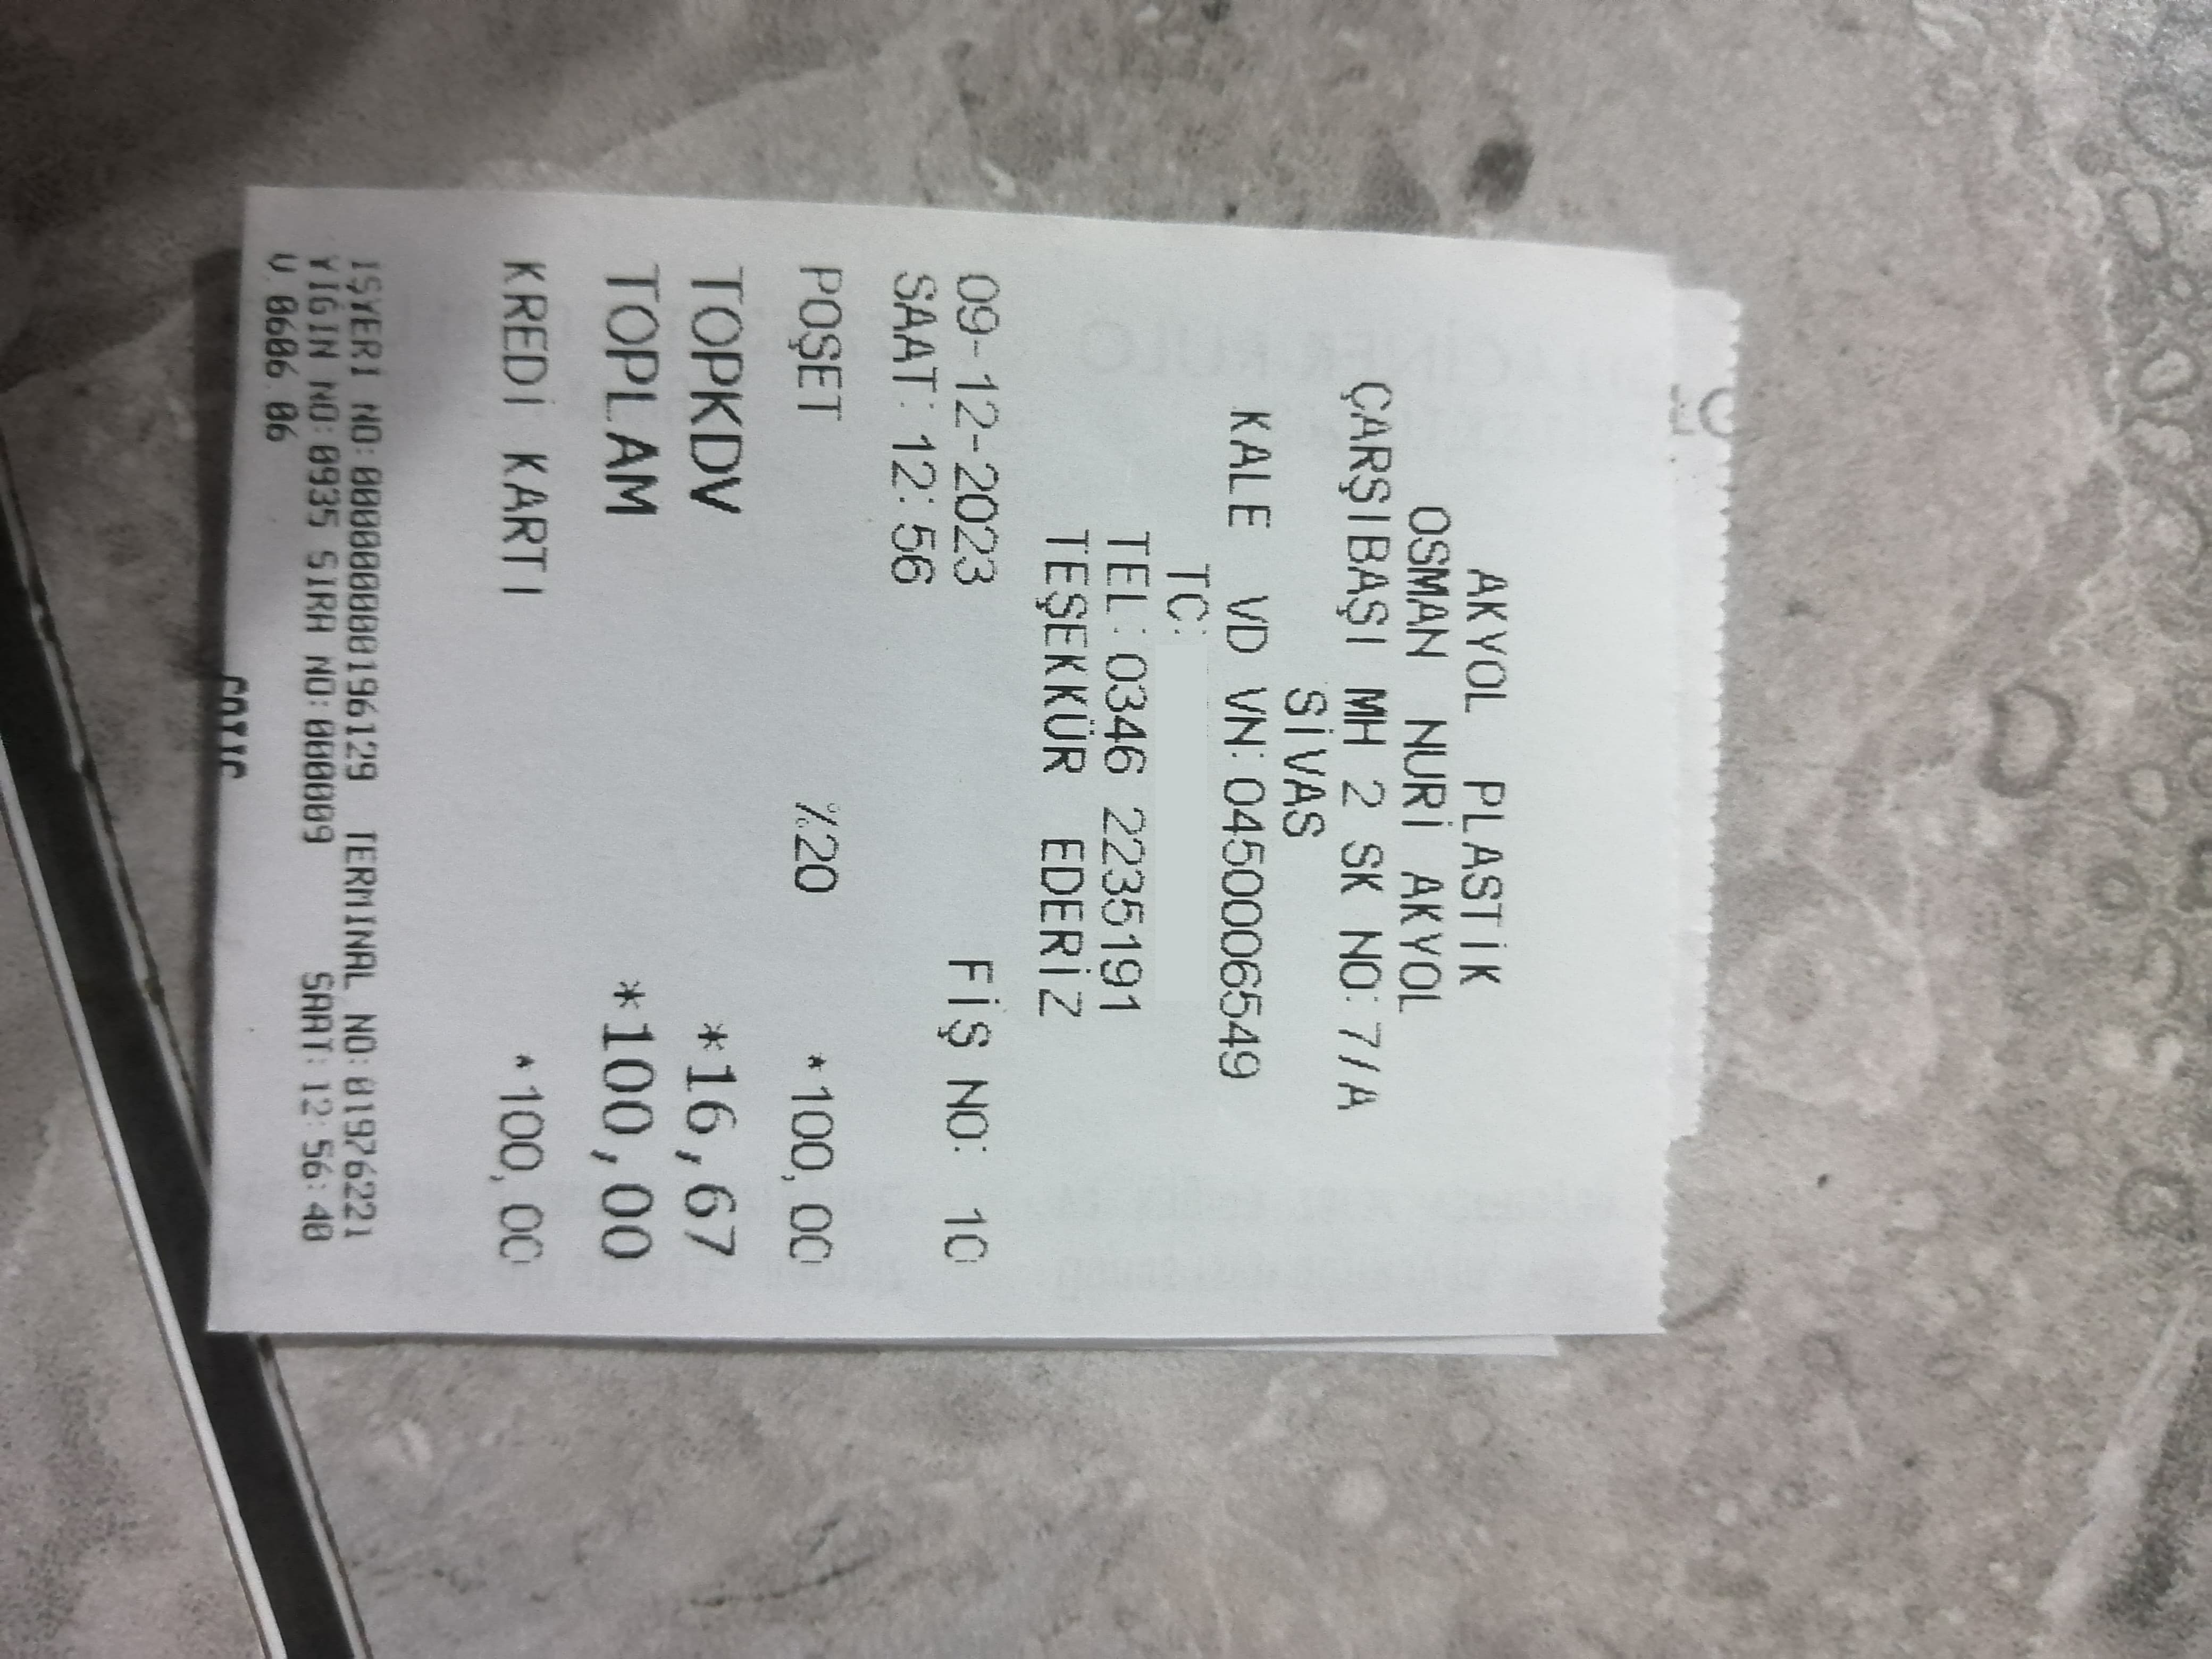 AKYOL PLASTİK
OSMAN NURİ AKYOL
ÇARŞIBAŞI MH 2 SK NO:7/A
SİVAS
KALE VD VN:0450006549
TC:
TEL:0346 2235191
TEŞEKKÜR EDERİZ
09-12-2023 FİŞ NO: 10
SAAT:12:56
POŞET %20 *100,00
TOPKDV *16,67
TOPLAM *100,00
KREDİ KARTI *100,00
İŞYERİ NO:000000000196129 TERMINAL NO:01976221
YIĞIN NO:0935 SIRA NO:000009 SAAT:12:56:40
V 0606 06